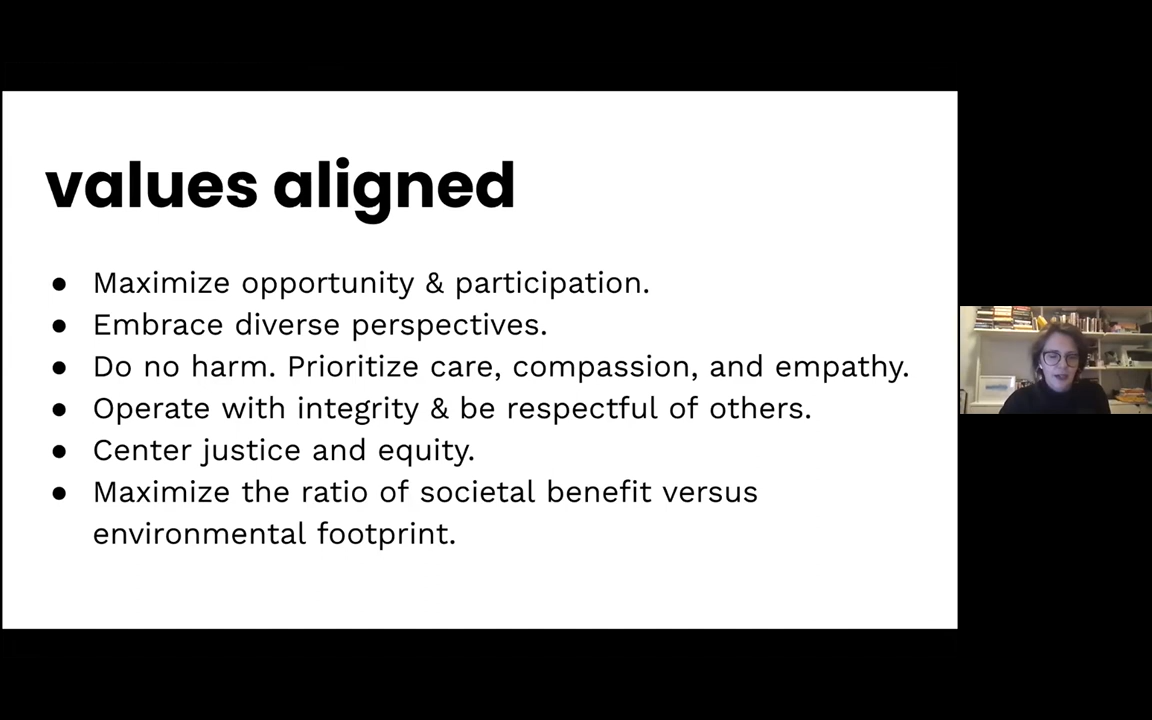 values aligned
● Maximize opportunity & participation.
● Embrace diverse perspectives.
● Do no harm. Prioritize care, compassion, and empathy.
● Operate with integrity & be respectful of others.
● Center justice and equity.
● Maximize the ratio of societal benefit versus
environmental footprint.